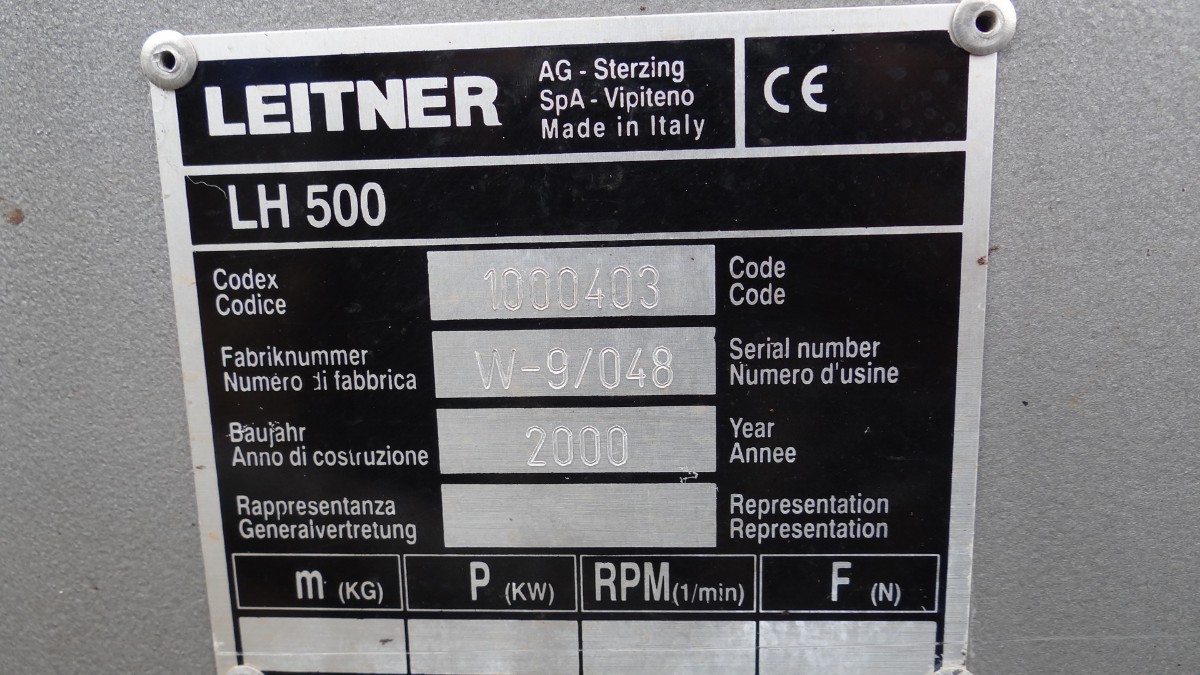 LEITNER
AG - Sterzing
SpA - Vipiteno
Made in Italy
CE
LH 500
Codex
Codice
1000403
Code
Code
Fabriknummer
Numero di fabbrica
W-9/048
Serial number
Numero d'usine
Baujahr
Anno di costruzione
2000
Year
Annee
Rappresentanza
Generalvertretung
Representation
Representation
m (KG) P (KW) RPM (1/min) F (N)